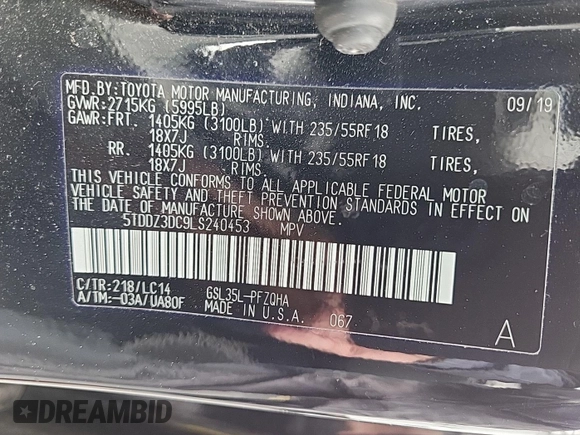 MFD.BY:TOYOTA MOTOR MANUFACTURING, INDIANA, INC. 09/19
GVWR:2715KG (5995LB)
GAWR:FRT. 1405KG (3100LB) WITH 235/55RF18 TIRES,
18X7J RIMS.
RR. 1405KG (3100LB) WITH 235/55RF18 TIRES,
18X7J RIMS.
THIS VEHICLE CONFORMS TO ALL APPLICABLE FEDERAL MOTOR
VEHICLE SAFETY AND THEFT PREVENTION STANDARDS IN EFFECT ON
THE DATE OF MANUFACTURE SHOWN ABOVE.
5TDDZ3DC9LS240453 MPV
C/TR:218/LC14 GSL35L-PFZQHA
A/TM:-03A/UA80F MADE IN U.S.A. 067 A
DREAMBID